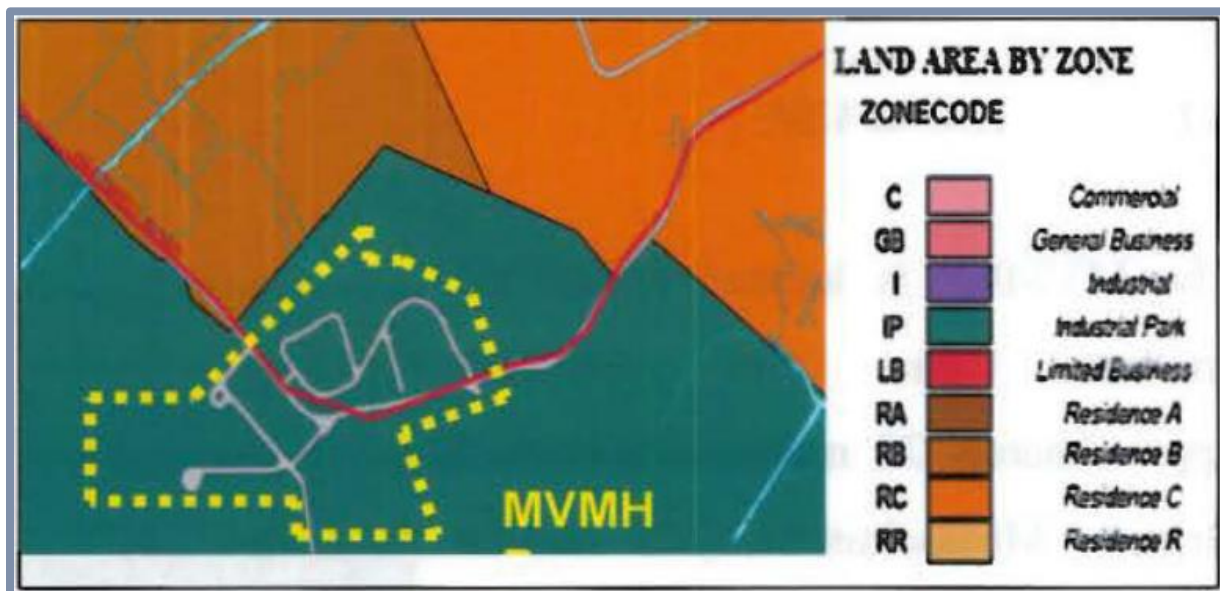 LAND AREA BY ZONE
ZONECODE
C Commercial
GB General Business
I Industrial
IP Industrial Park
LB Limited Business
RA Residence A
RB Residence B
RC Residence C
RR Residence R
MVMH